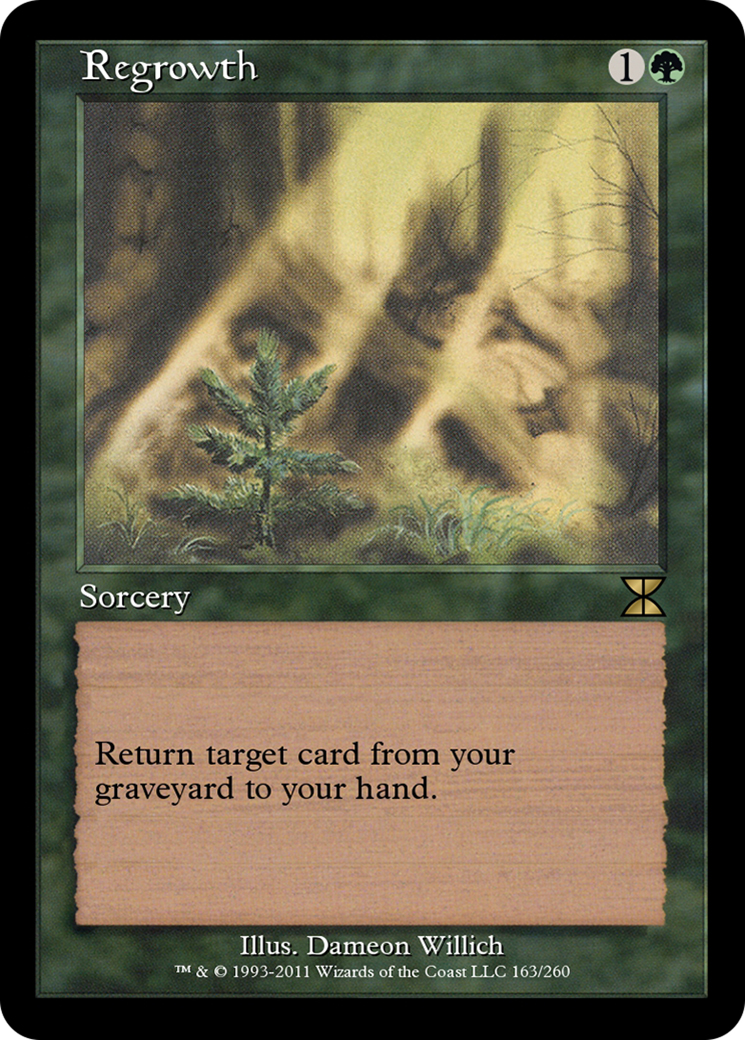 Regrowth 1
Sorcery
Return target card from your
graveyard to your hand.
Illus. Dameon Willich
™ & © 1993-2011 Wizards of the Coast LLC 163/260